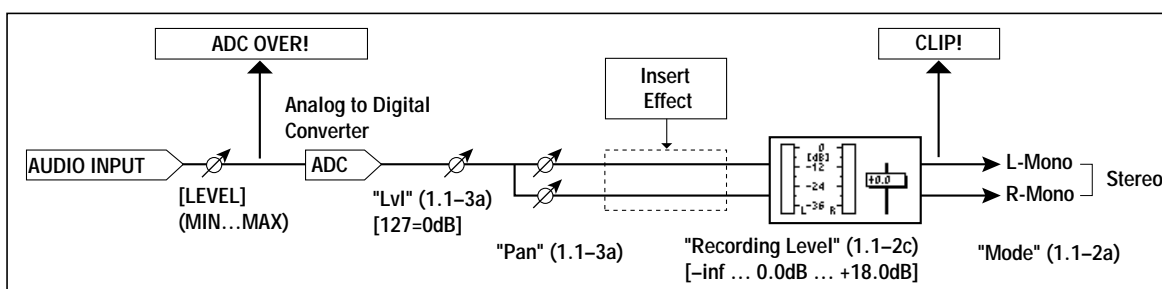 ADC OVER!
CLIP!
Insert
Effect
Analog to Digital
Converter
AUDIO INPUT
ADC
0
[dB]
-12
-24
-36
L
R
+0.0
L-Mono
R-Mono
Stereo
[LEVEL]
(MIN...MAX)
"Lvl" (1.1–3a)
[127=0dB]
"Pan" (1.1–3a)
"Recording Level" (1.1–2c)
[–inf ... 0.0dB ... +18.0dB]
"Mode" (1.1–2a)